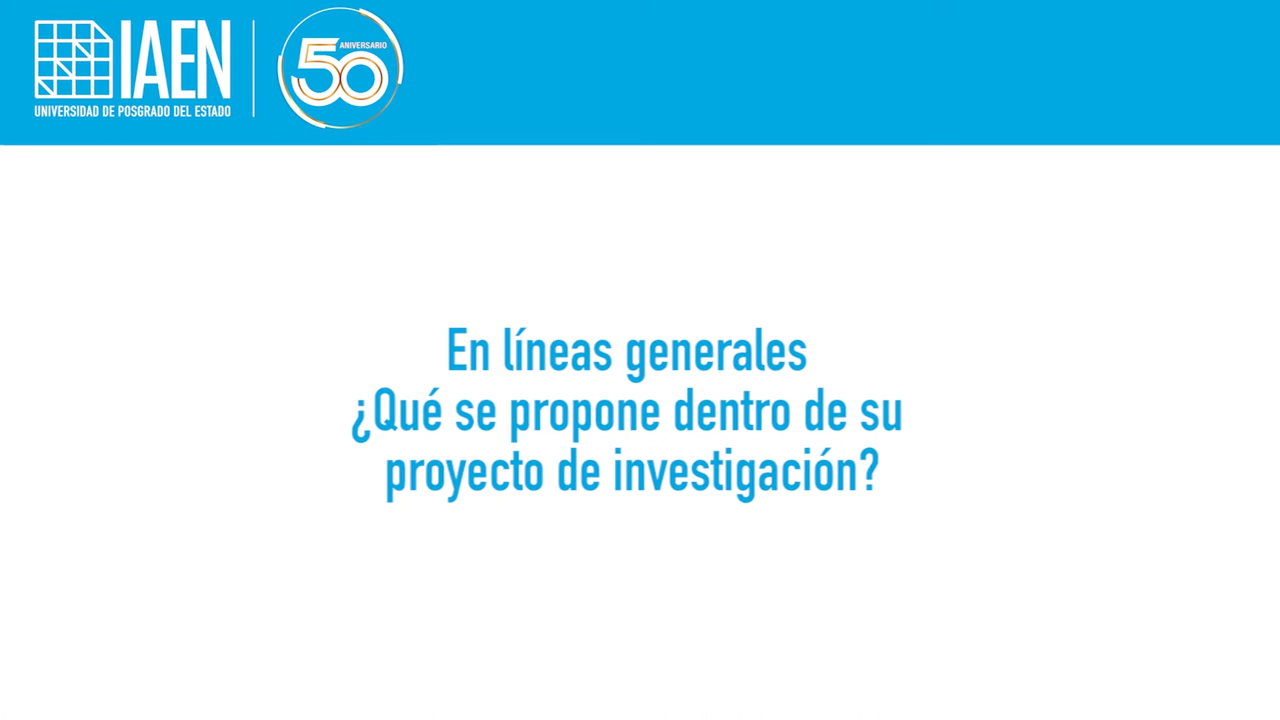 IAEN
UNIVERSIDAD DE POSGRADO DEL ESTADO
50
ANIVERSARIO
En líneas generales
¿Qué se propone dentro de su
proyecto de investigación?